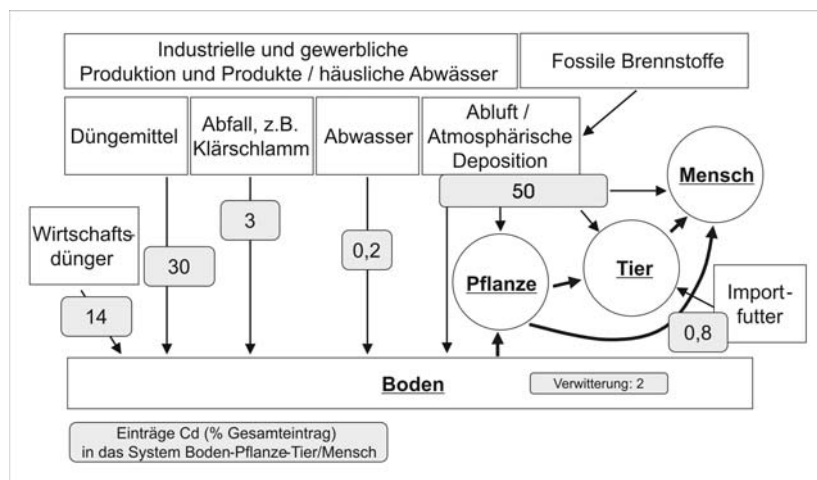 Industrielle und gewerbliche
Produktion und Produkte / häusliche Abwässer
Fossile Brennstoffe
Düngemittel
Abfall, z.B.
Klärschlamm
Abwasser
Abluft /
Atmosphärische
Deposition
50
Mensch
3
Wirtschafts-
dünger
30
0,2
Pflanze
Tier
Import-
futter
14
0,8
Boden
Verwitterung: 2
Einträge Cd (% Gesamteintrag)
in das System Boden-Pflanze-Tier/Mensch